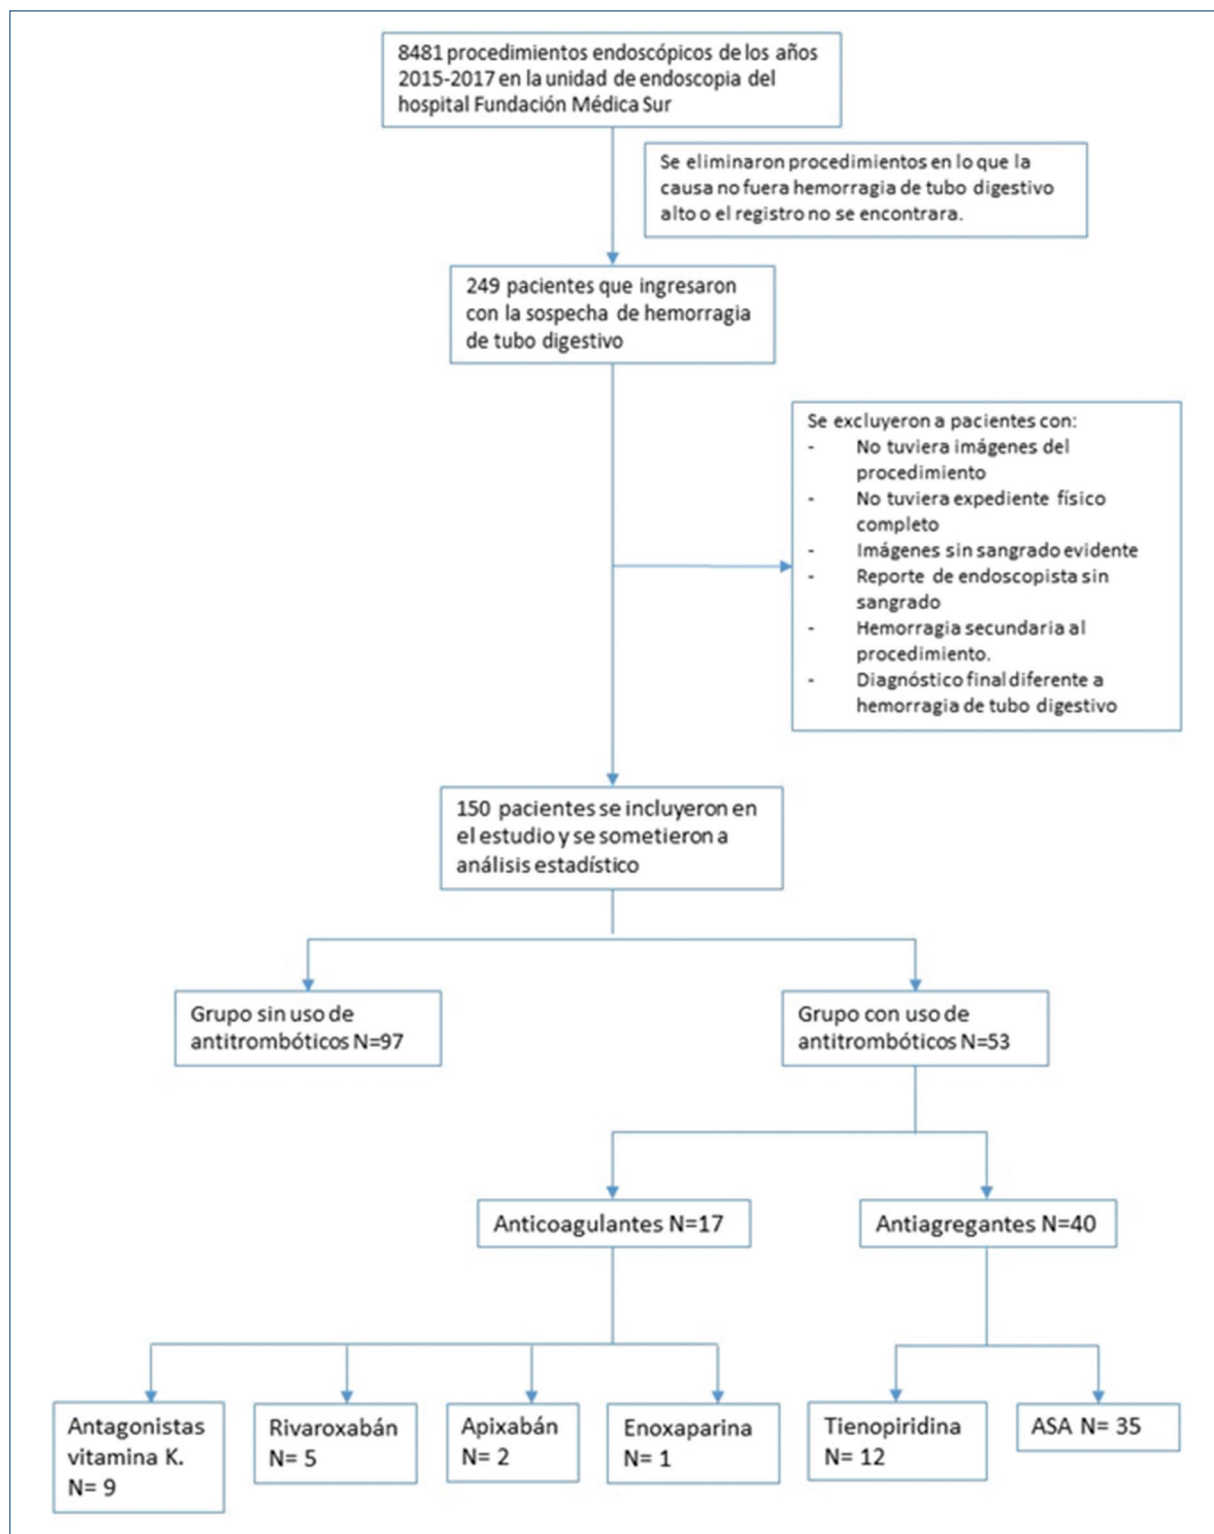 8481 procedimientos endoscópicos de los años
2015-2017 en la unidad de endoscopia del
hospital Fundación Médica Sur
Se eliminaron procedimientos en lo que la
causa no fuera hemorragia de tubo digestivo
alto o el registro no se encontrara.
249 pacientes que ingresaron
con la sospecha de hemorragia
de tubo digestivo
Se excluyeron a pacientes con:
- No tuviera imágenes del
procedimiento
- No tuviera expediente físico
completo
- Imágenes sin sangrado evidente
- Reporte de endoscopista sin
sangrado
- Hemorragia secundaria al
procedimiento.
- Diagnóstico final diferente a
hemorragia de tubo digestivo
150 pacientes se incluyeron en
el estudio y se sometieron a
análisis estadístico
Grupo sin uso de
antitrombóticos N=97
Grupo con uso de
antitrombóticos N=53
Anticoagulantes N=17
Antiagregantes N=40
Antagonistas
vitamina K.
N= 9
Rivaroxabán
N= 5
Apixabán
N= 2
Enoxaparina
N= 1
Tienopiridina
N= 12
ASA N= 35